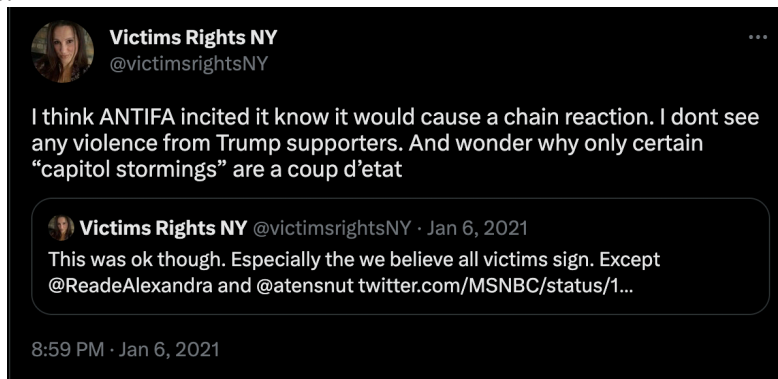 Victims Rights NY
@victimsrightsNY
I think ANTIFA incited it know it would cause a chain reaction. I dont see
any violence from Trump supporters. And wonder why only certain
“capitol stormings” are a coup d’etat
Victims Rights NY @victimsrightsNY · Jan 6, 2021
This was ok though. Especially the we believe all victims sign. Except
@ReadeAlexandra and @atensnut twitter.com/MSNBC/status/1...
8:59 PM · Jan 6, 2021